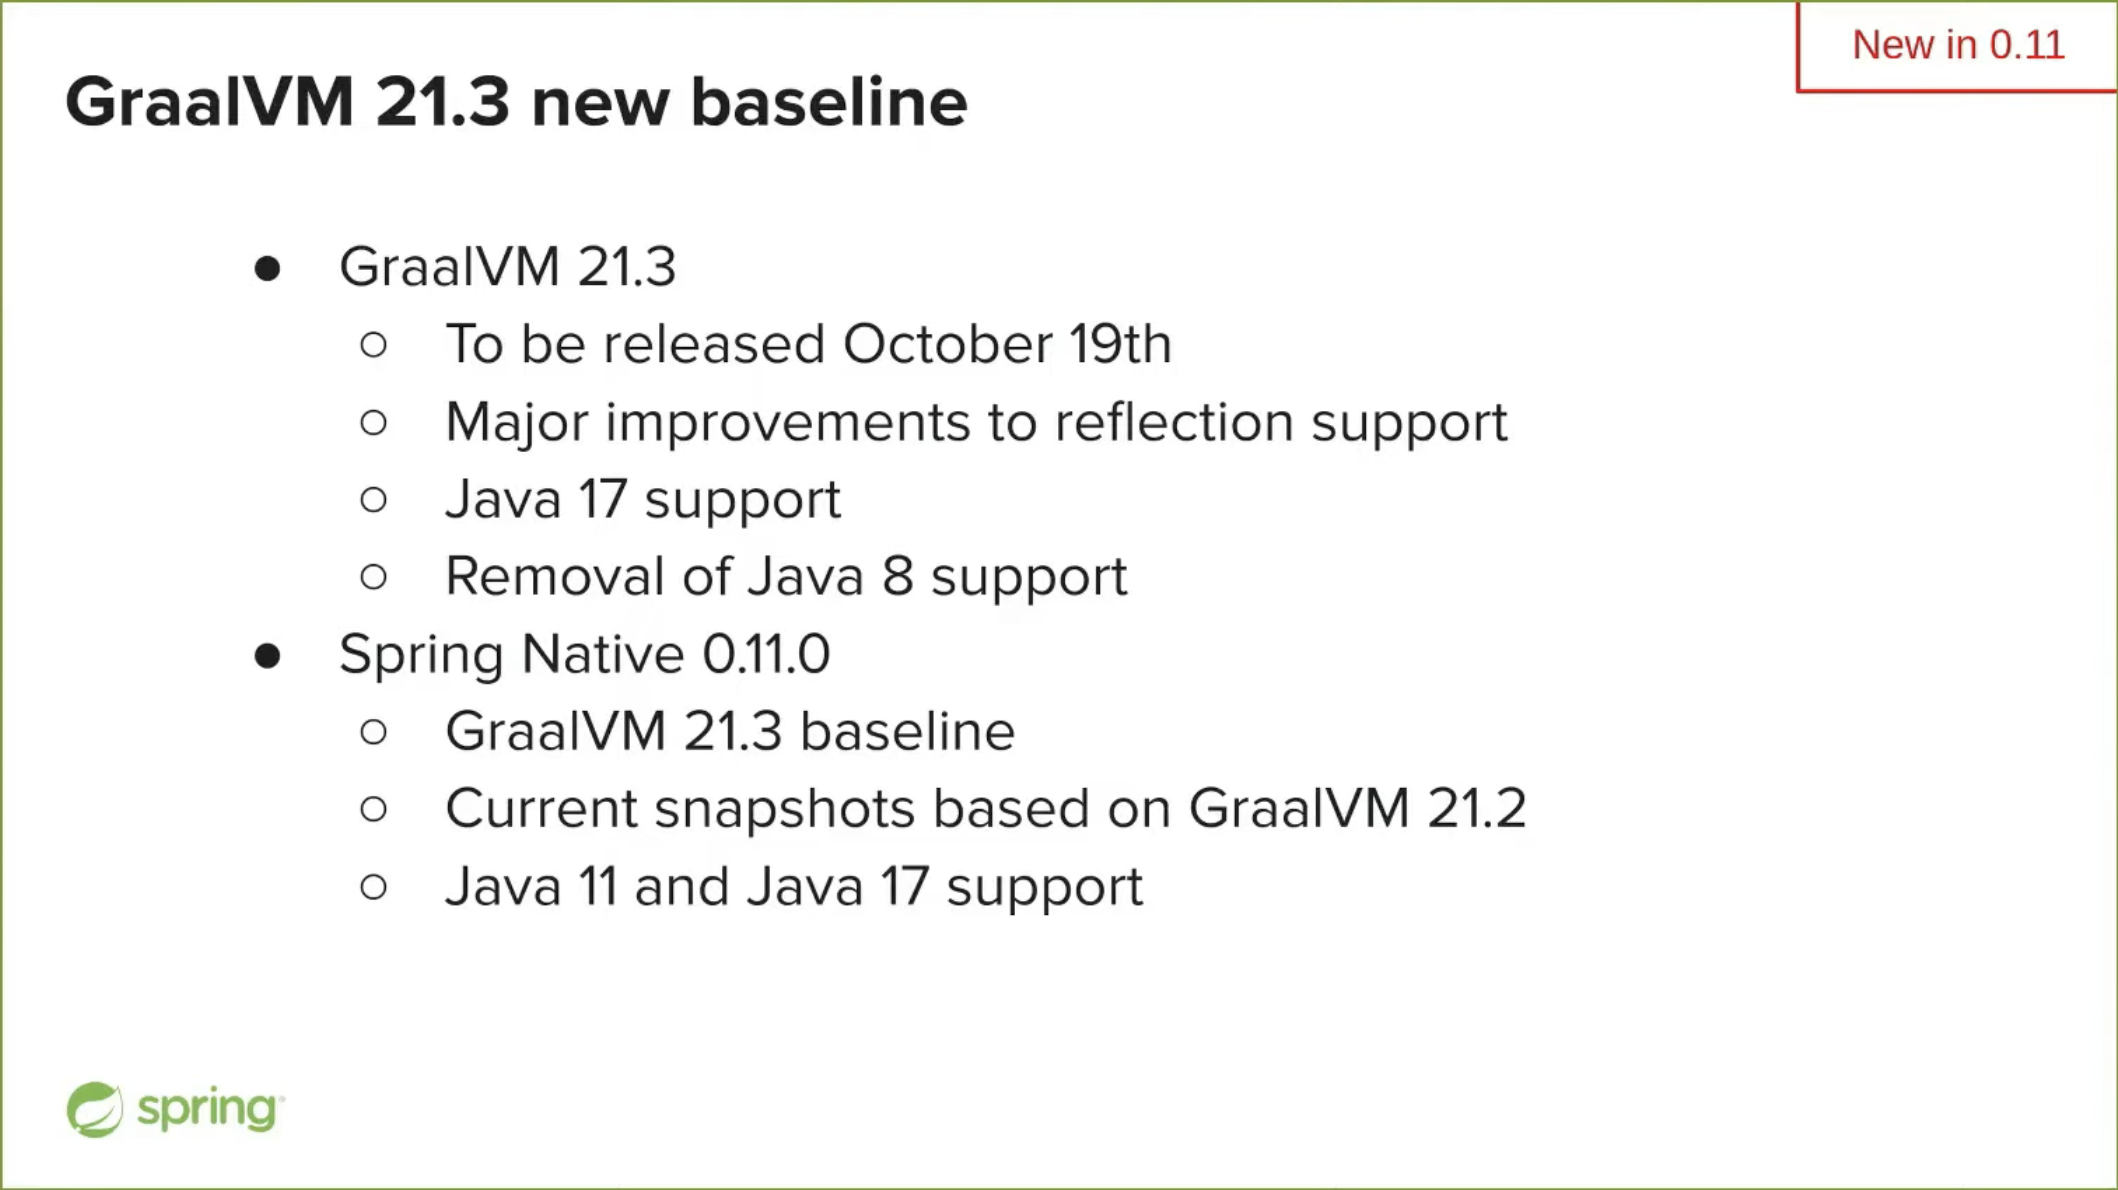 New in 0.11
GraalVM 21.3 new baseline
● GraalVM 21.3
○ To be released October 19th
○ Major improvements to reflection support
○ Java 17 support
○ Removal of Java 8 support
● Spring Native 0.11.0
○ GraalVM 21.3 baseline
○ Current snapshots based on GraalVM 21.2
○ Java 11 and Java 17 support
spring